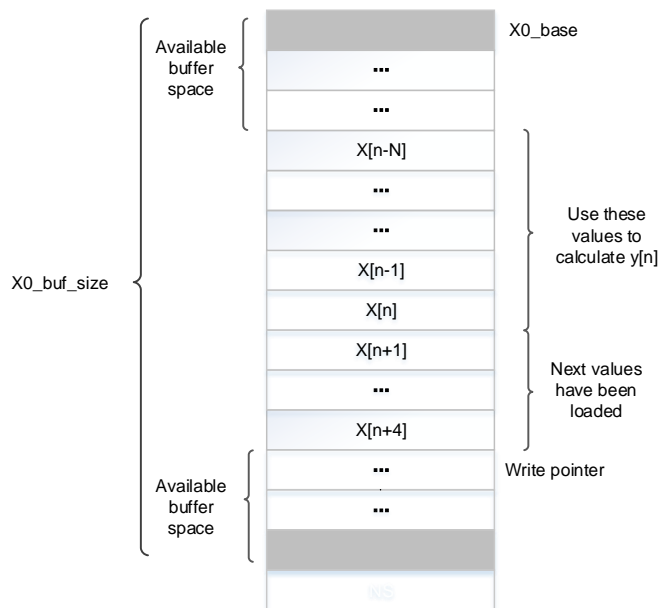 X0_base
Available
buffer
space
...
...
X[n-N]
...
...
Use these
values to
calculate y[n]
X[n-1]
X0_buf_size
X[n]
X[n+1]
Next values
have been
loaded
...
X[n+4]
...
Write pointer
Available
buffer
space
...
NS